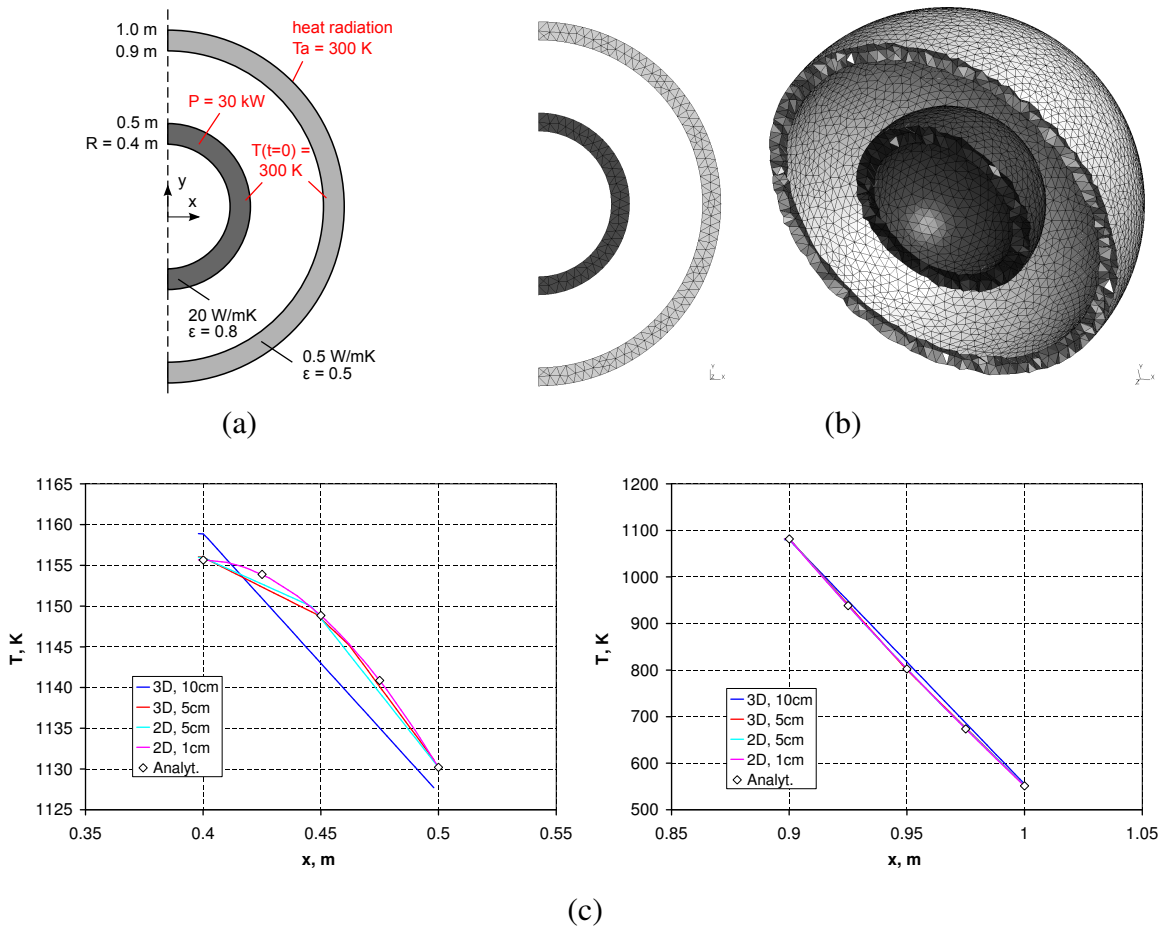 1.0 m
0.9 m
heat radiation
Ta = 300 K
P = 30 kW
0.5 m
R = 0.4 m
T(t=0) =
300 K
y
x
20 W/mK
ε = 0.8
0.5 W/mK
ε = 0.5
Y
Z X
Y
Z X
(a)
(b)
1165
1160
1155
1150
1145
1140
1135
1130
1125
T, K
0.35
0.4
0.45
0.5
0.55
x, m
3D, 10cm
3D, 5cm
2D, 5cm
2D, 1cm
Analyt.
1200
1100
1000
900
800
700
600
500
T, K
0.85
0.9
0.95
1
1.05
x, m
3D, 10cm
3D, 5cm
2D, 5cm
2D, 1cm
Analyt.
(c)